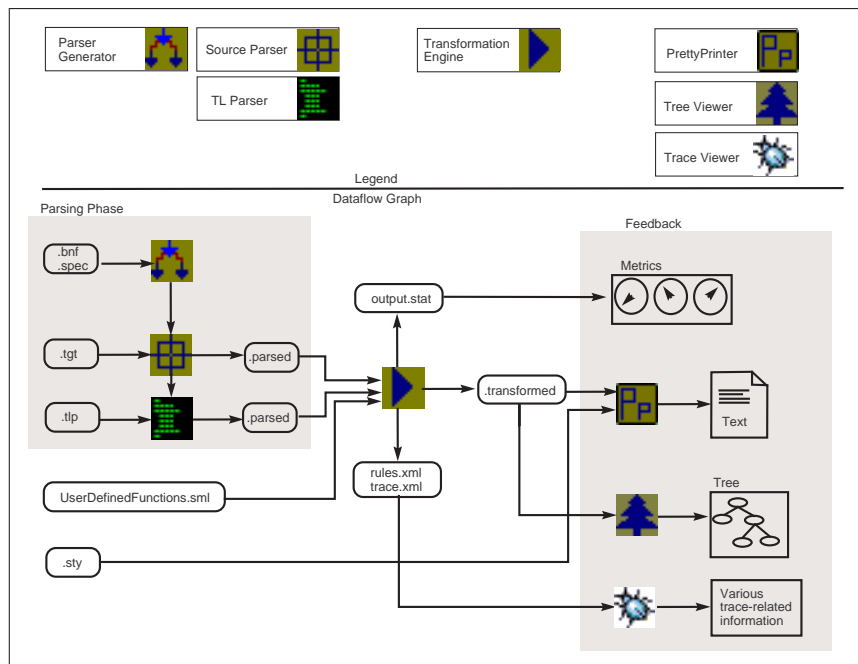 Parser
Generator
Source Parser
TL Parser
Transformation
Engine
PrettyPrinter
Tree Viewer
Trace Viewer
Legend
Dataflow Graph
Parsing Phase
.bnf
.spec
.tgt
.parsed
.tlp
.parsed
UserDefinedFunctions.sml
.sty
output.stat
.transformed
rules.xml
trace.xml
Feedback
Metrics
Pp
Text
Tree
Various
trace-related
information